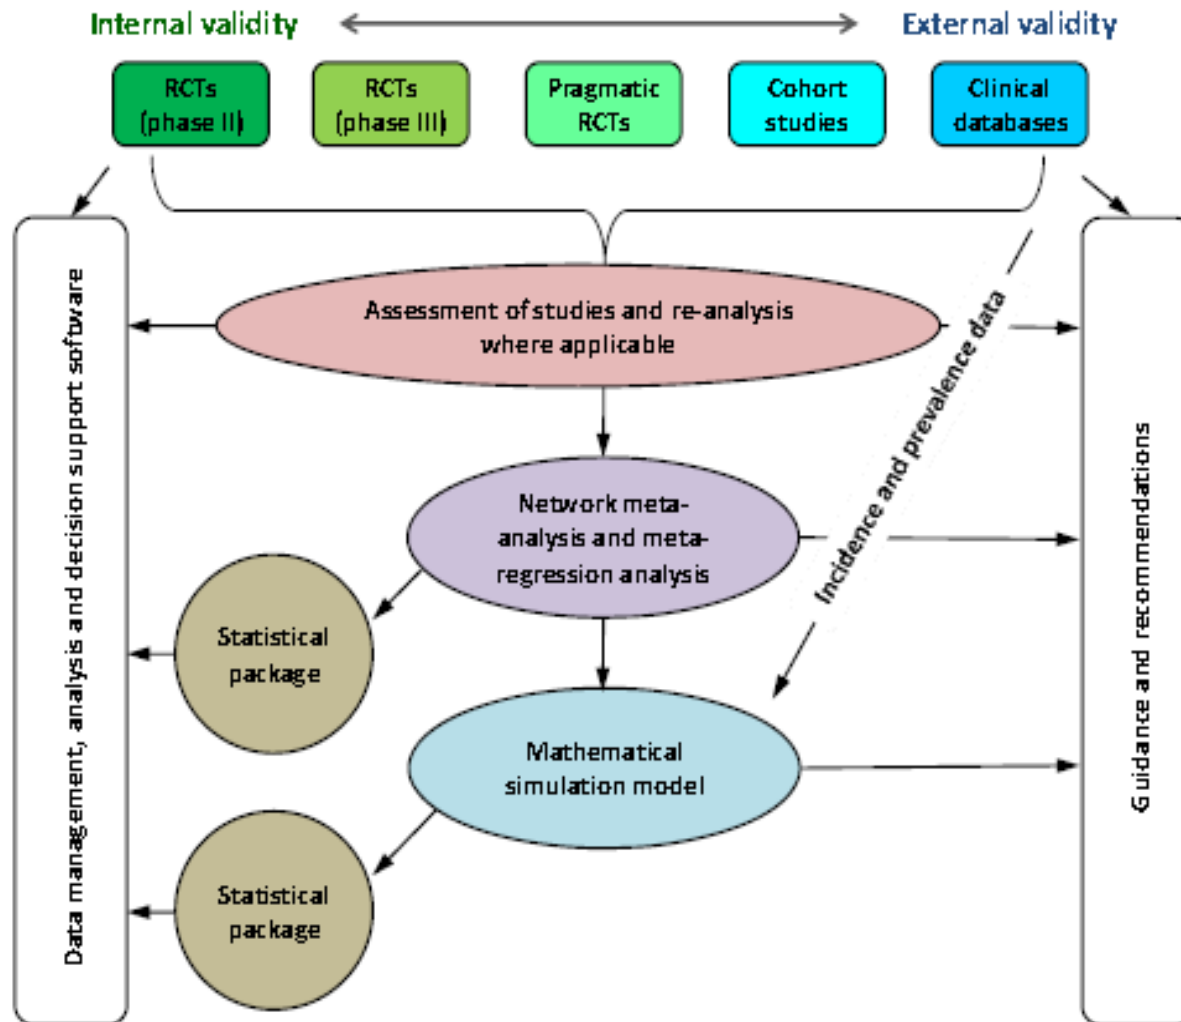 Internal validity
External validity
RCTs
(phase II)
RCTs
(phase III)
Pragmatic
RCTs
Cohort
studies
Clinical
databases
Assessment of studies and re-analysis
where applicable
Data management, analysis and decision support software
Incidence and prevalence data
Guidance and recommendations
Network meta-
analysis and meta-
regression analysis
Statistical
package
Mathematical
simulation model
Statistical
package